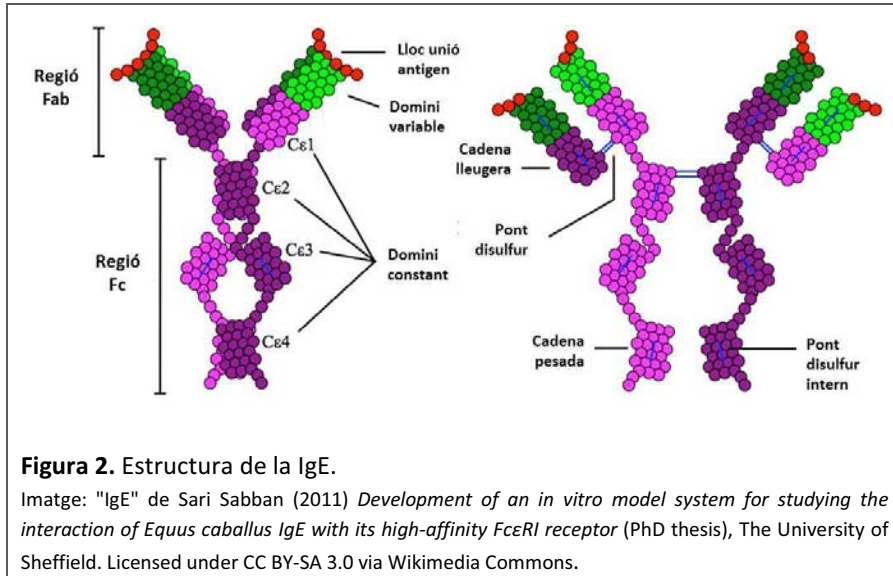 Regió
Fab
Lloc unió
antigen
Domini
variable
Cε1
Cε2
Cε3
Cε4
Domini
constant
Regió
Fc
Cadena
lleugera
Pont
disulfur
Cadena
pesada
Pont
disulfur
intern
Figura 2. Estructura de la IgE.
Imatge: "IgE" de Sari Sabban (2011) Development of an in vitro model system for studying the
interaction of Equus caballus IgE with its high-affinity FcεRI receptor (PhD thesis), The University of
Sheffield. Licensed under CC BY-SA 3.0 via Wikimedia Commons.